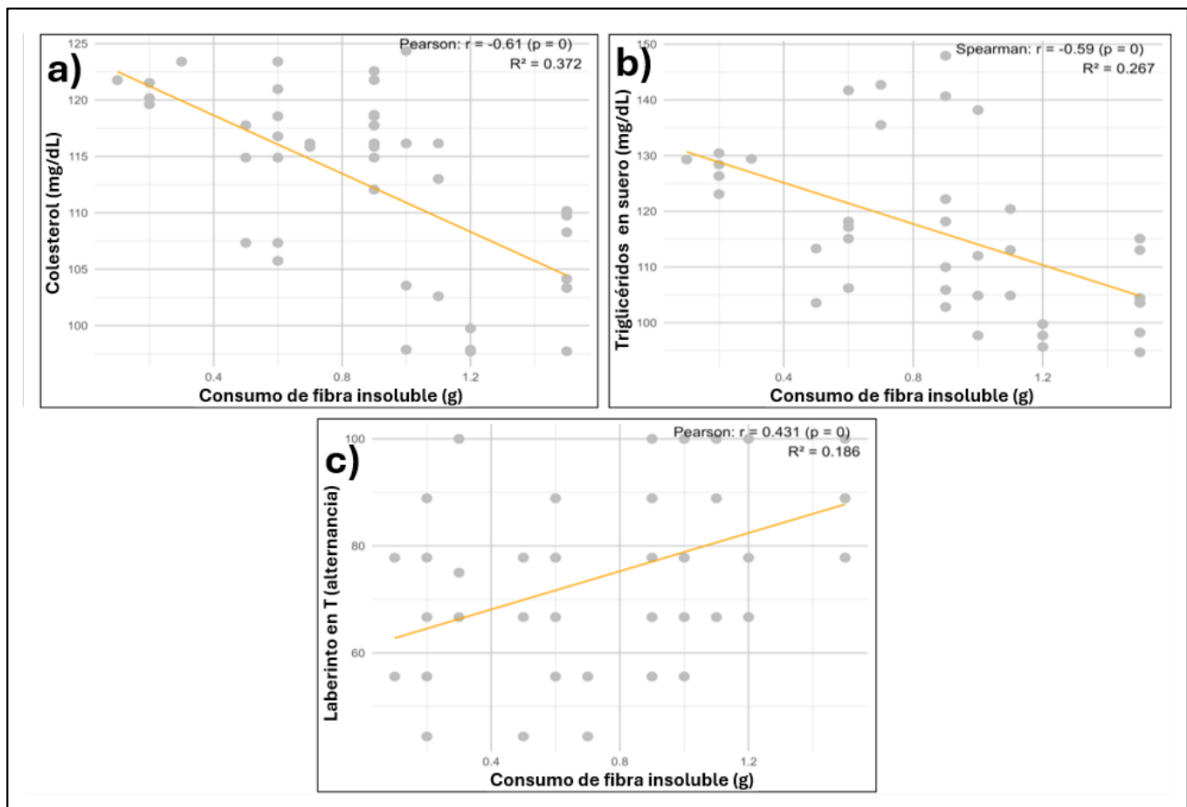 a)
Pearson: r = -0.61 (p = 0)
R² = 0.372
Colesterol (mg/dL)
125
120
115
110
105
100
0.4
0.8
1.2
Consumo de fibra insoluble (g)
b)
Spearman: r = -0.59 (p = 0)
R² = 0.267
Triglicéridos en suero (mg/dL)
150
140
130
120
110
100
0.4
0.8
1.2
Consumo de fibra insoluble (g)
c)
Pearson: r = 0.431 (p = 0)
R² = 0.186
Laberinto en T (alternancia)
100
80
60
0.4
0.8
1.2
Consumo de fibra insoluble (g)